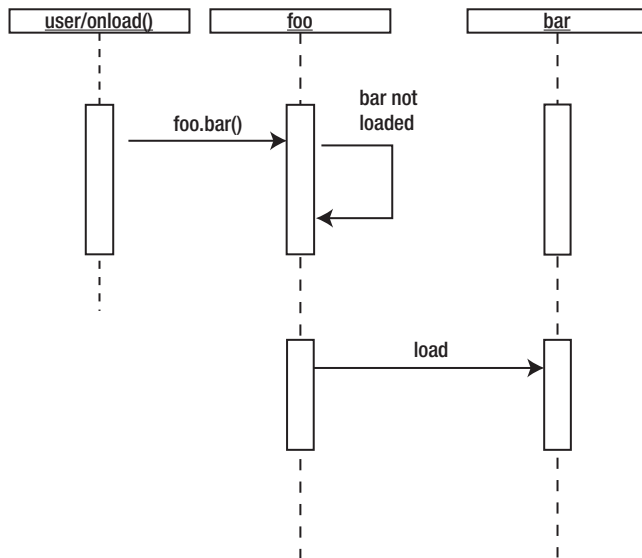 user/onload()
foo
bar
bar not
loaded
foo.bar()
load